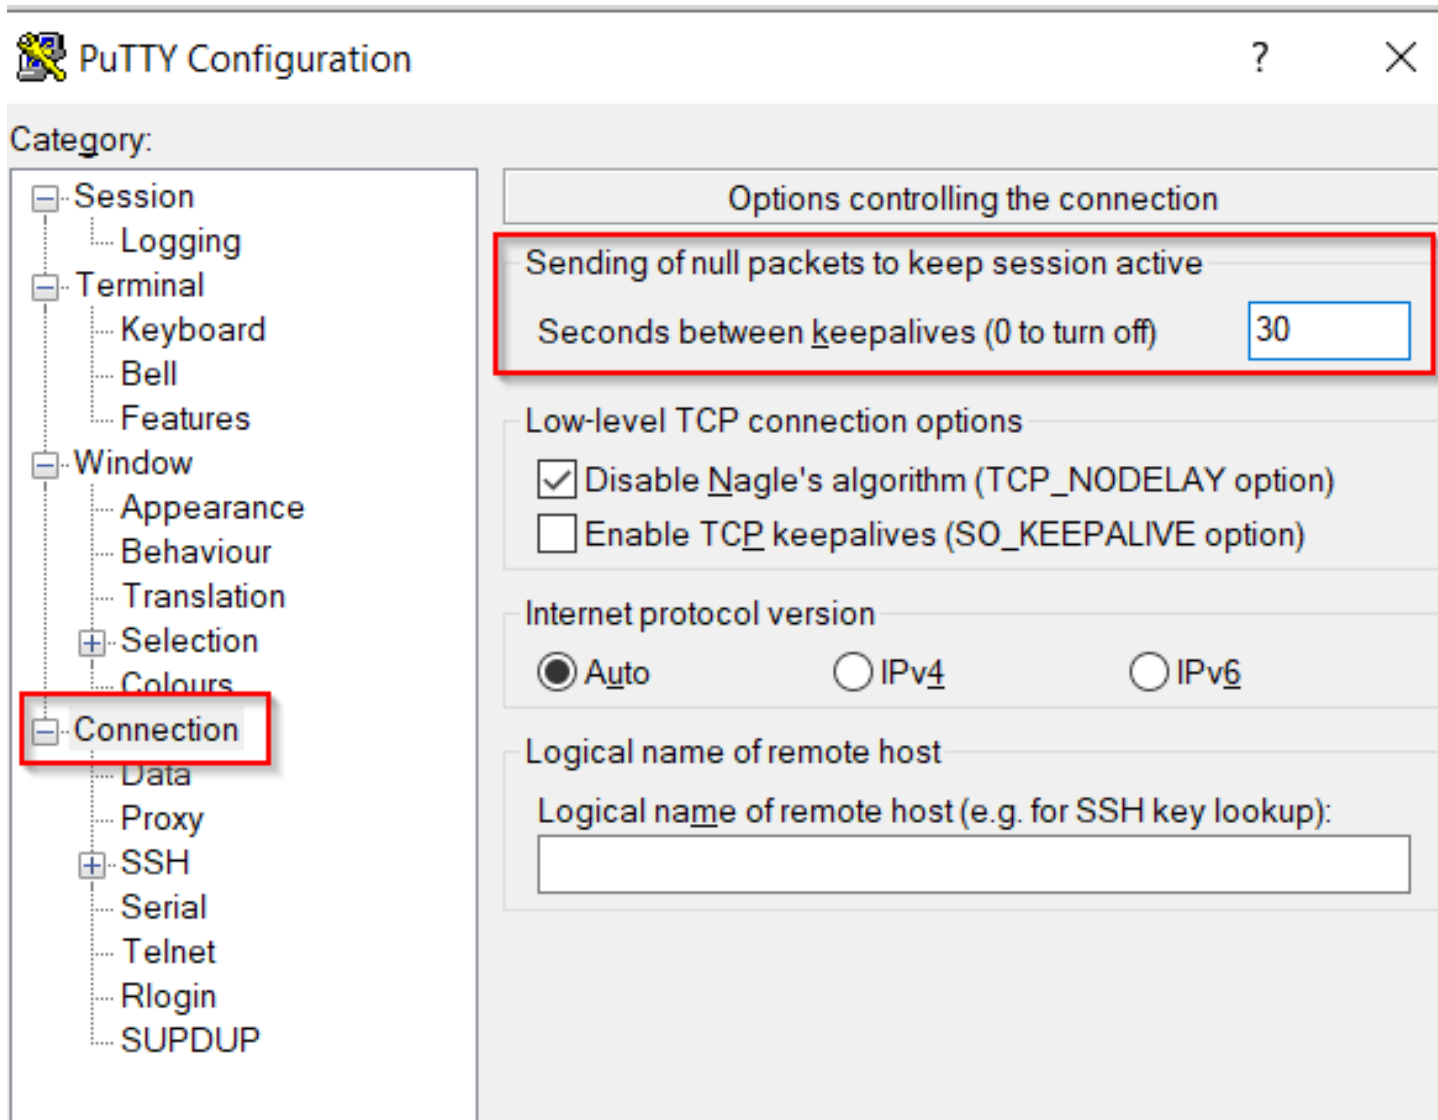 PuTTY Configuration
?
Category:
Session
Logging
Terminal
Keyboard
Bell
Features
Window
Appearance
Behaviour
Translation
Selection
Colours
Connection
Data
Proxy
SSH
Serial
Telnet
Rlogin
SUPDUP
Options controlling the connection
Sending of null packets to keep session active
Seconds between keepalives (0 to turn off)
30
Low-level TCP connection options
Disable Nagle's algorithm (TCP_NODELAY option)
Enable TCP keepalives (SO_KEEPALIVE option)
Internet protocol version
Auto IPv4 IPv6
Logical name of remote host
Logical name of remote host (e.g. for SSH key lookup):